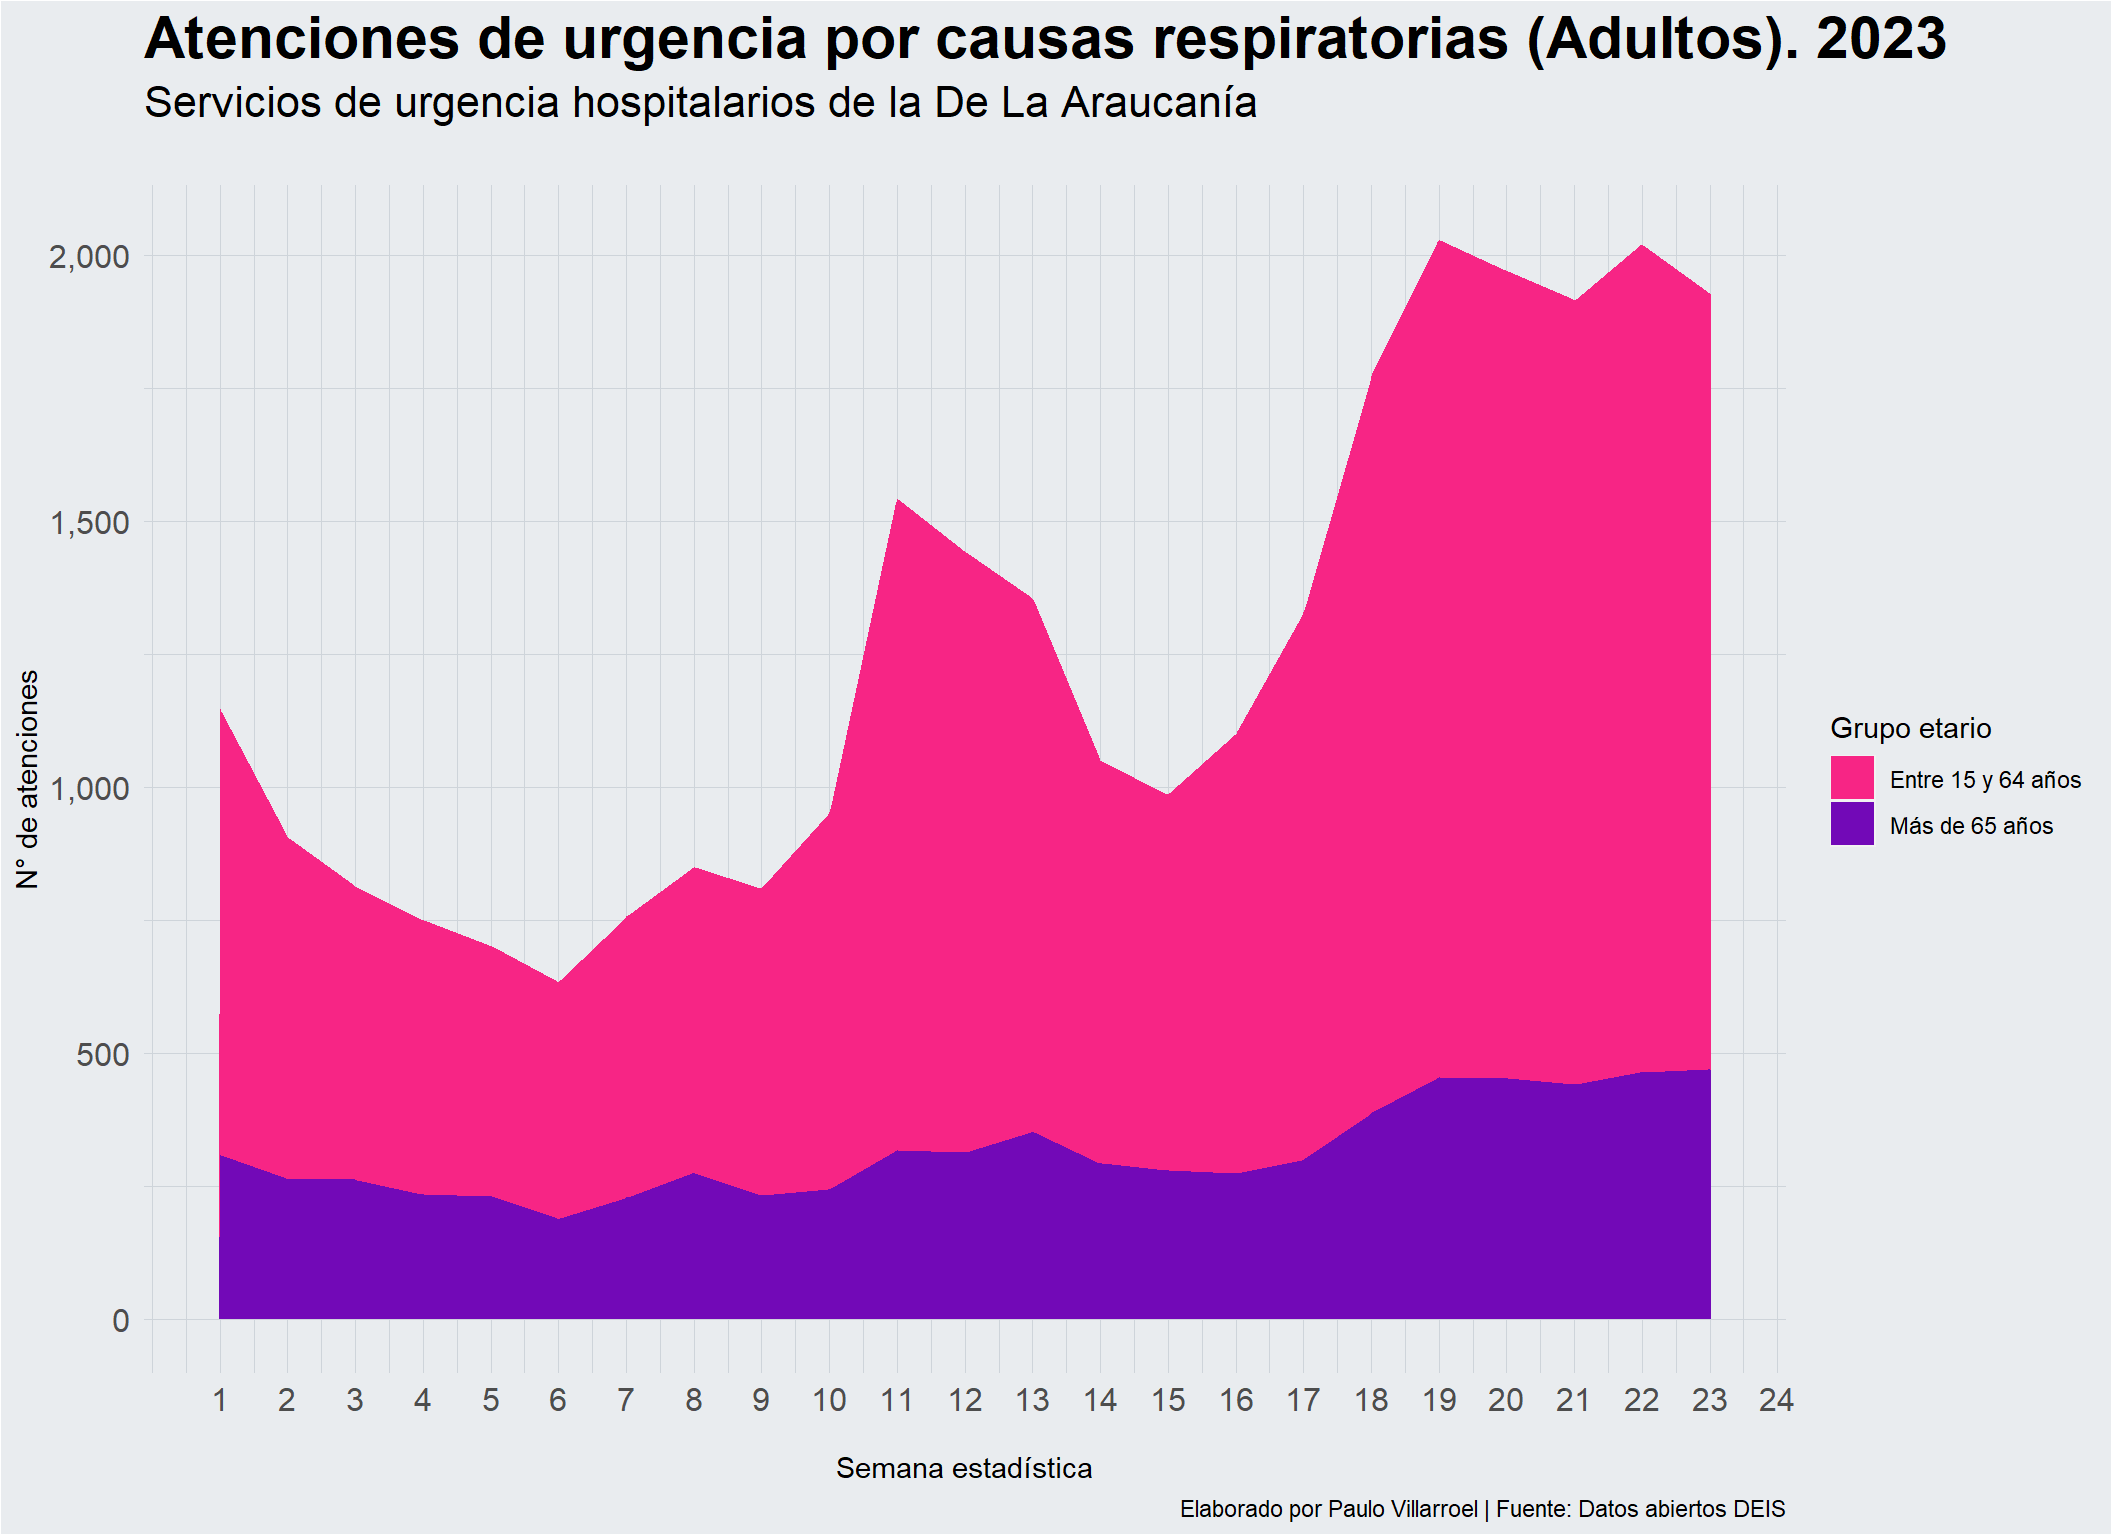 Atenciones de urgencia por causas respiratorias (Adultos). 2023
Servicios de urgencia hospitalarios de la De La Araucanía
2,000
1,500
1,000
500
0
N° de atenciones
1 2 3 4 5 6 7 8 9 10 11 12 13 14 15 16 17 18 19 20 21 22 23 24
Semana estadística
Grupo etario
Entre 15 y 64 años
Más de 65 años
Elaborado por Paulo Villarroel | Fuente: Datos abiertos DEIS